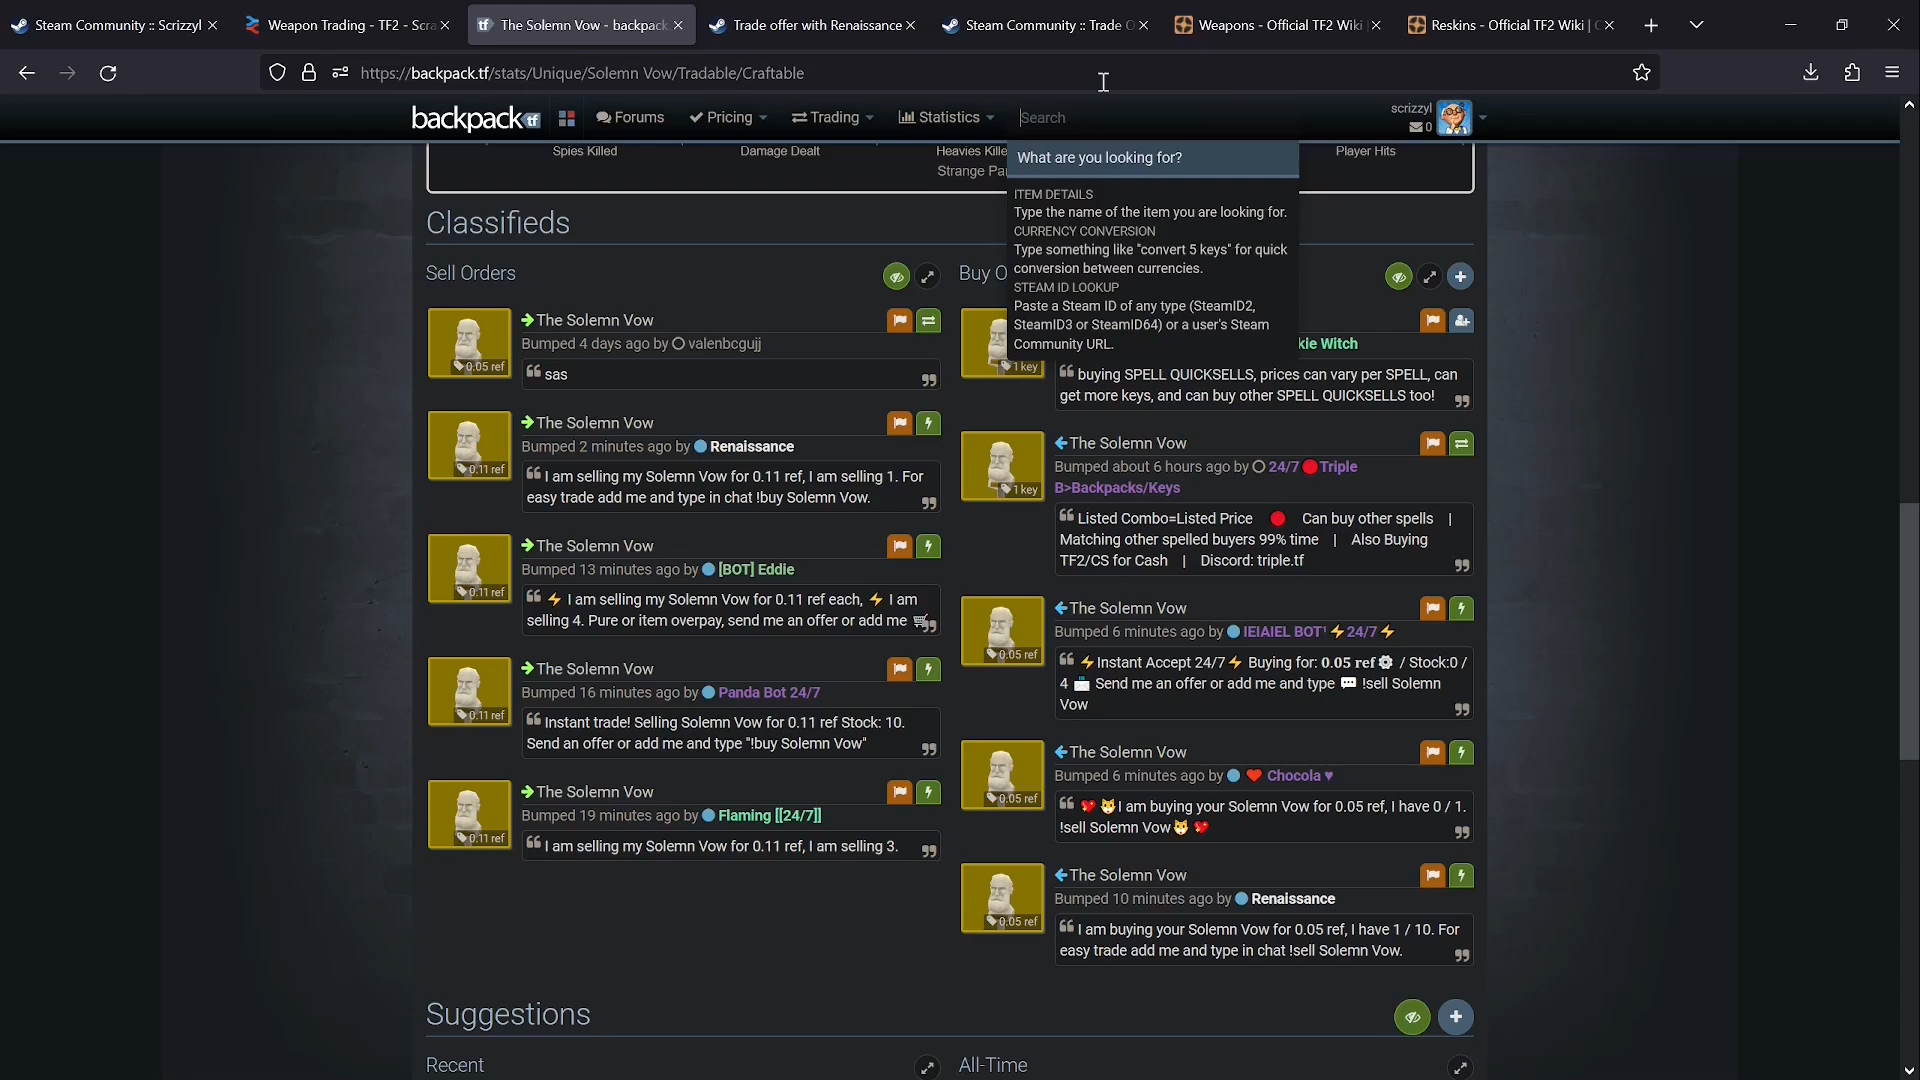 Steam Community :: Scrizzyl
Weapon Trading - TF2 - Scra
The Solemn Vow - backpack
Trade offer with Renaissance
Steam Community :: Trade O
Weapons - Official TF2 Wiki |
Reskins - Official TF2 Wiki | O
https://backpack.tf/stats/Unique/Solemn Vow/Tradable/Craftable
backpack tf
Forums
Pricing
Trading
Statistics
Search
scrizzyl
0
Spies Killed
Damage Dealt
Heavies Kille
Strange Pa
Player Hits
What are you looking for?
ITEM DETAILS
Type the name of the item you are looking for.
CURRENCY CONVERSION
Type something like "convert 5 keys" for quick
conversion between currencies.
STEAM ID LOOKUP
Paste a Steam ID of any type (SteamID2,
SteamID3 or SteamID64) or a user's Steam
Community URL.
Classifieds
Sell Orders
The Solemn Vow
Bumped 4 days ago by valenbcgujj
0.05 ref
“ sas ”
The Solemn Vow
Bumped 2 minutes ago by Renaissance
0.11 ref
“ I am selling my Solemn Vow for 0.11 ref, I am selling 1. For
easy trade add me and type in chat !buy Solemn Vow. ”
The Solemn Vow
Bumped 13 minutes ago by [BOT] Eddie
0.11 ref
“ ⚡ I am selling my Solemn Vow for 0.11 ref each, ⚡ I am
selling 4. Pure or item overpay, send me an offer or add me 🛒 ”
The Solemn Vow
Bumped 16 minutes ago by Panda Bot 24/7
0.11 ref
“ Instant trade! Selling Solemn Vow for 0.11 ref Stock: 10.
Send an offer or add me and type "!buy Solemn Vow" ”
The Solemn Vow
Bumped 19 minutes ago by Flaming [[24/7]]
0.11 ref
“ I am selling my Solemn Vow for 0.11 ref, I am selling 3. ”
Buy O
kie Witch
1 key
“ buying SPELL QUICKSELLS, prices can vary per SPELL, can
get more keys, and can buy other SPELL QUICKSELLS too! ”
The Solemn Vow
Bumped about 6 hours ago by 24/7 🔴Triple
B>Backpacks/Keys
1 key
“ Listed Combo=Listed Price 🔴 Can buy other spells |
Matching other spelled buyers 99% time | Also Buying
TF2/CS for Cash | Discord: triple.tf ”
The Solemn Vow
Bumped 6 minutes ago by IEIAIEL BOT' ⚡24/7⚡
0.05 ref
“ ⚡Instant Accept 24/7⚡ Buying for: 0.05 ref ⚙ / Stock:0 /
4 📩 Send me an offer or add me and type 💬 !sell Solemn
Vow ”
The Solemn Vow
Bumped 6 minutes ago by ❤ Chocola ♥
0.05 ref
“ 💖 🐱I am buying your Solemn Vow for 0.05 ref, I have 0 / 1.
!sell Solemn Vow🐱 💖 ”
The Solemn Vow
Bumped 10 minutes ago by Renaissance
0.05 ref
“ I am buying your Solemn Vow for 0.05 ref, I have 1 / 10. For
easy trade add me and type in chat !sell Solemn Vow. ”
Suggestions
Recent
All-Time